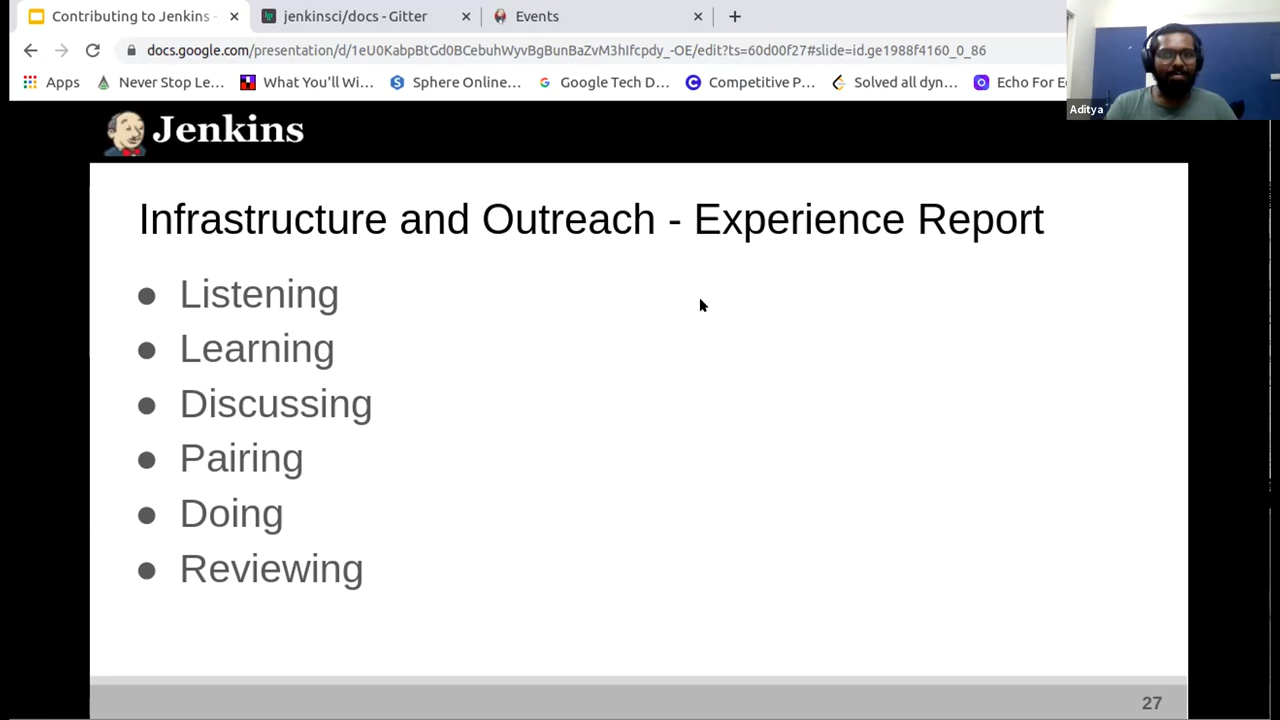 Contributing to Jenkins -
jenkinsci/docs - Gitter
Events
docs.google.com/presentation/d/1eU0KabpBtGd0BCebuhWyvBgBunBaZvM3hIfcpdy_-OE/edit?ts=60d00f27#slide=id.ge1988f4160_0_86
Apps
Never Stop Le...
What You'll Wi...
Sphere Online...
Google Tech D...
Competitive P...
Solved all dyn...
Echo For E
Aditya
Jenkins
Infrastructure and Outreach - Experience Report
● Listening
● Learning
● Discussing
● Pairing
● Doing
● Reviewing
27